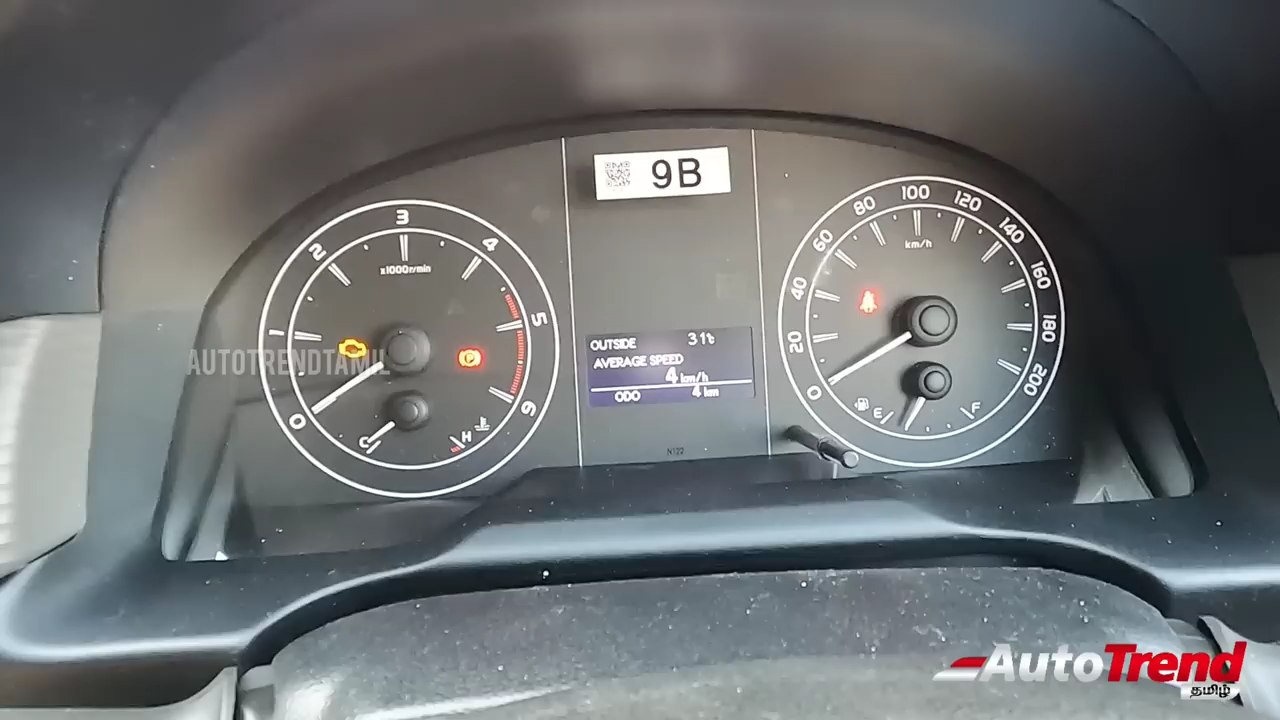 9B
0 1 2 3 4 5 6
x1000r/min
C H
AUTOTRENDTAMIL
OUTSIDE 31℃
AVERAGE SPEED
4 km/h
ODO 4 km
N122
0 20 40 60 80 100 120 140 160 180 200
km/h
E F
AutoTrend
தமிழ்